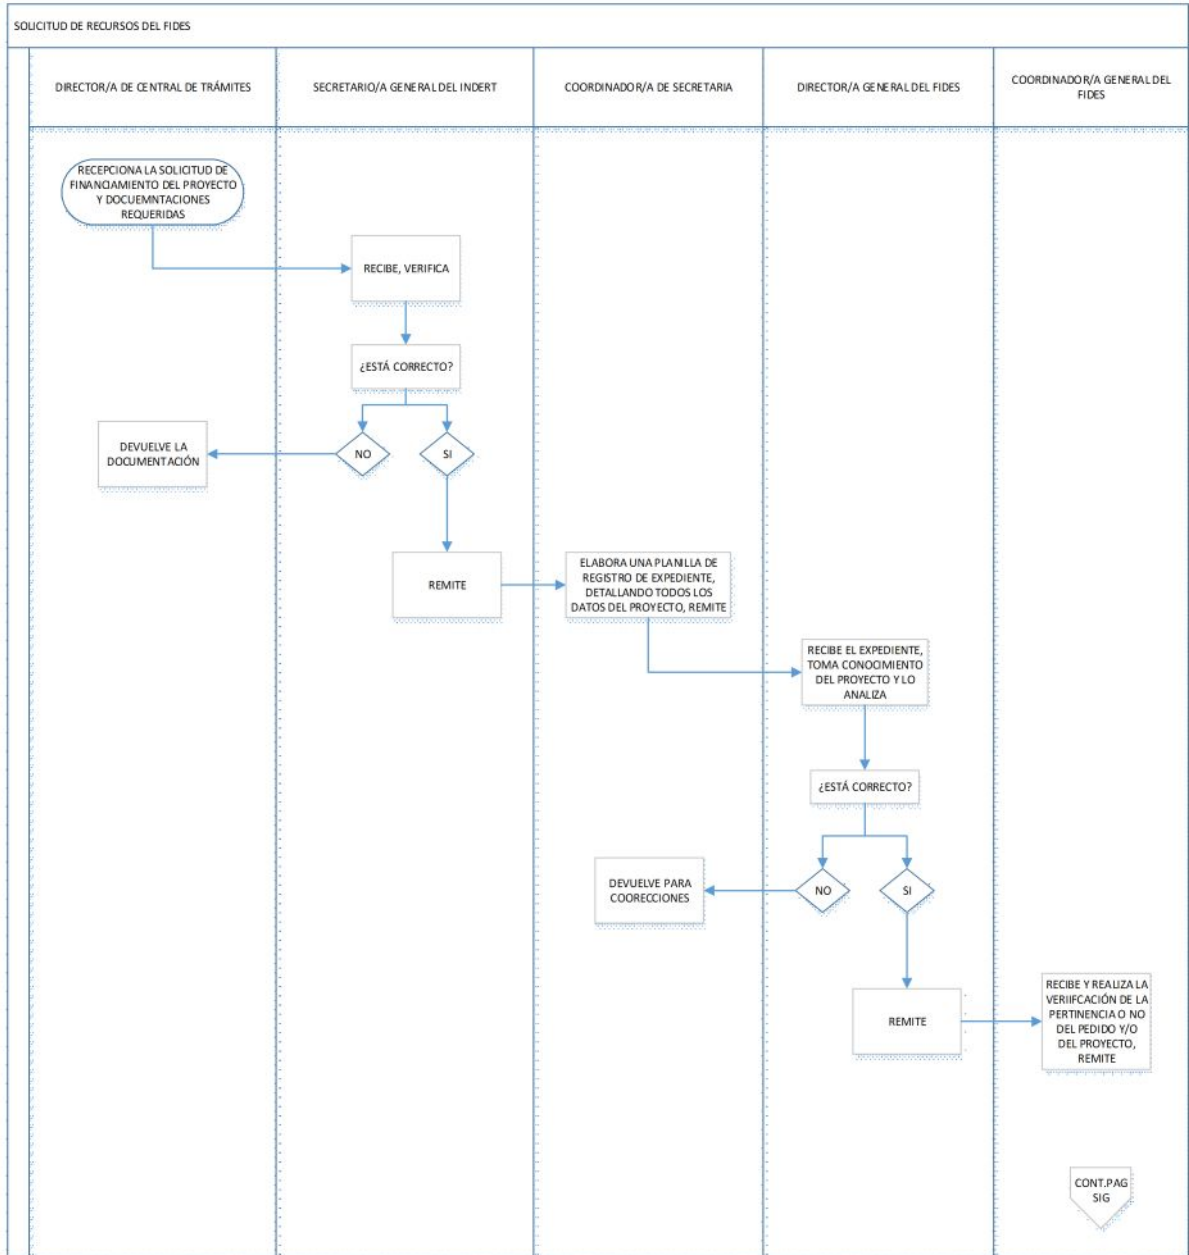 SOLICITUD DE RECURSOS DEL FIDES
DIRECTOR/A DE CENTRAL DE TRÁMITES
SECRETARIO/A GENERAL DEL INDERT
COORDINADOR/A DE SECRETARIA
DIRECTOR/A GENERAL DEL FIDES
COORDINADOR/A GENERAL DEL
FIDES
RECEPCIONA LA SOLICITUD DE
FINANCIAMIENTO DEL PROYECTO
Y DOCUEMNTACIONES
REQUERIDAS
RECIBE, VERIFICA
¿ESTÁ CORRECTO?
DEVUELVE LA
DOCUMENTACIÓN
NO
SI
REMITE
ELABORA UNA PLANILLA DE
REGISTRO DE EXPEDIENTE,
DETALLANDO TODOS LOS
DATOS DEL PROYECTO, REMITE
RECIBE EL EXPEDIENTE,
TOMA CONOCIMIENTO
DEL PROYECTO Y LO
ANALIZA
¿ESTÁ CORRECTO?
DEVUELVE PARA
COORECCIONES
NO
SI
REMITE
RECIBE Y REALIZA LA
VERIIFCACIÓN DE LA
PERTINENCIA O NO
DEL PEDIDO Y/O
DEL PROYECTO,
REMITE
CONT.PAG
SIG